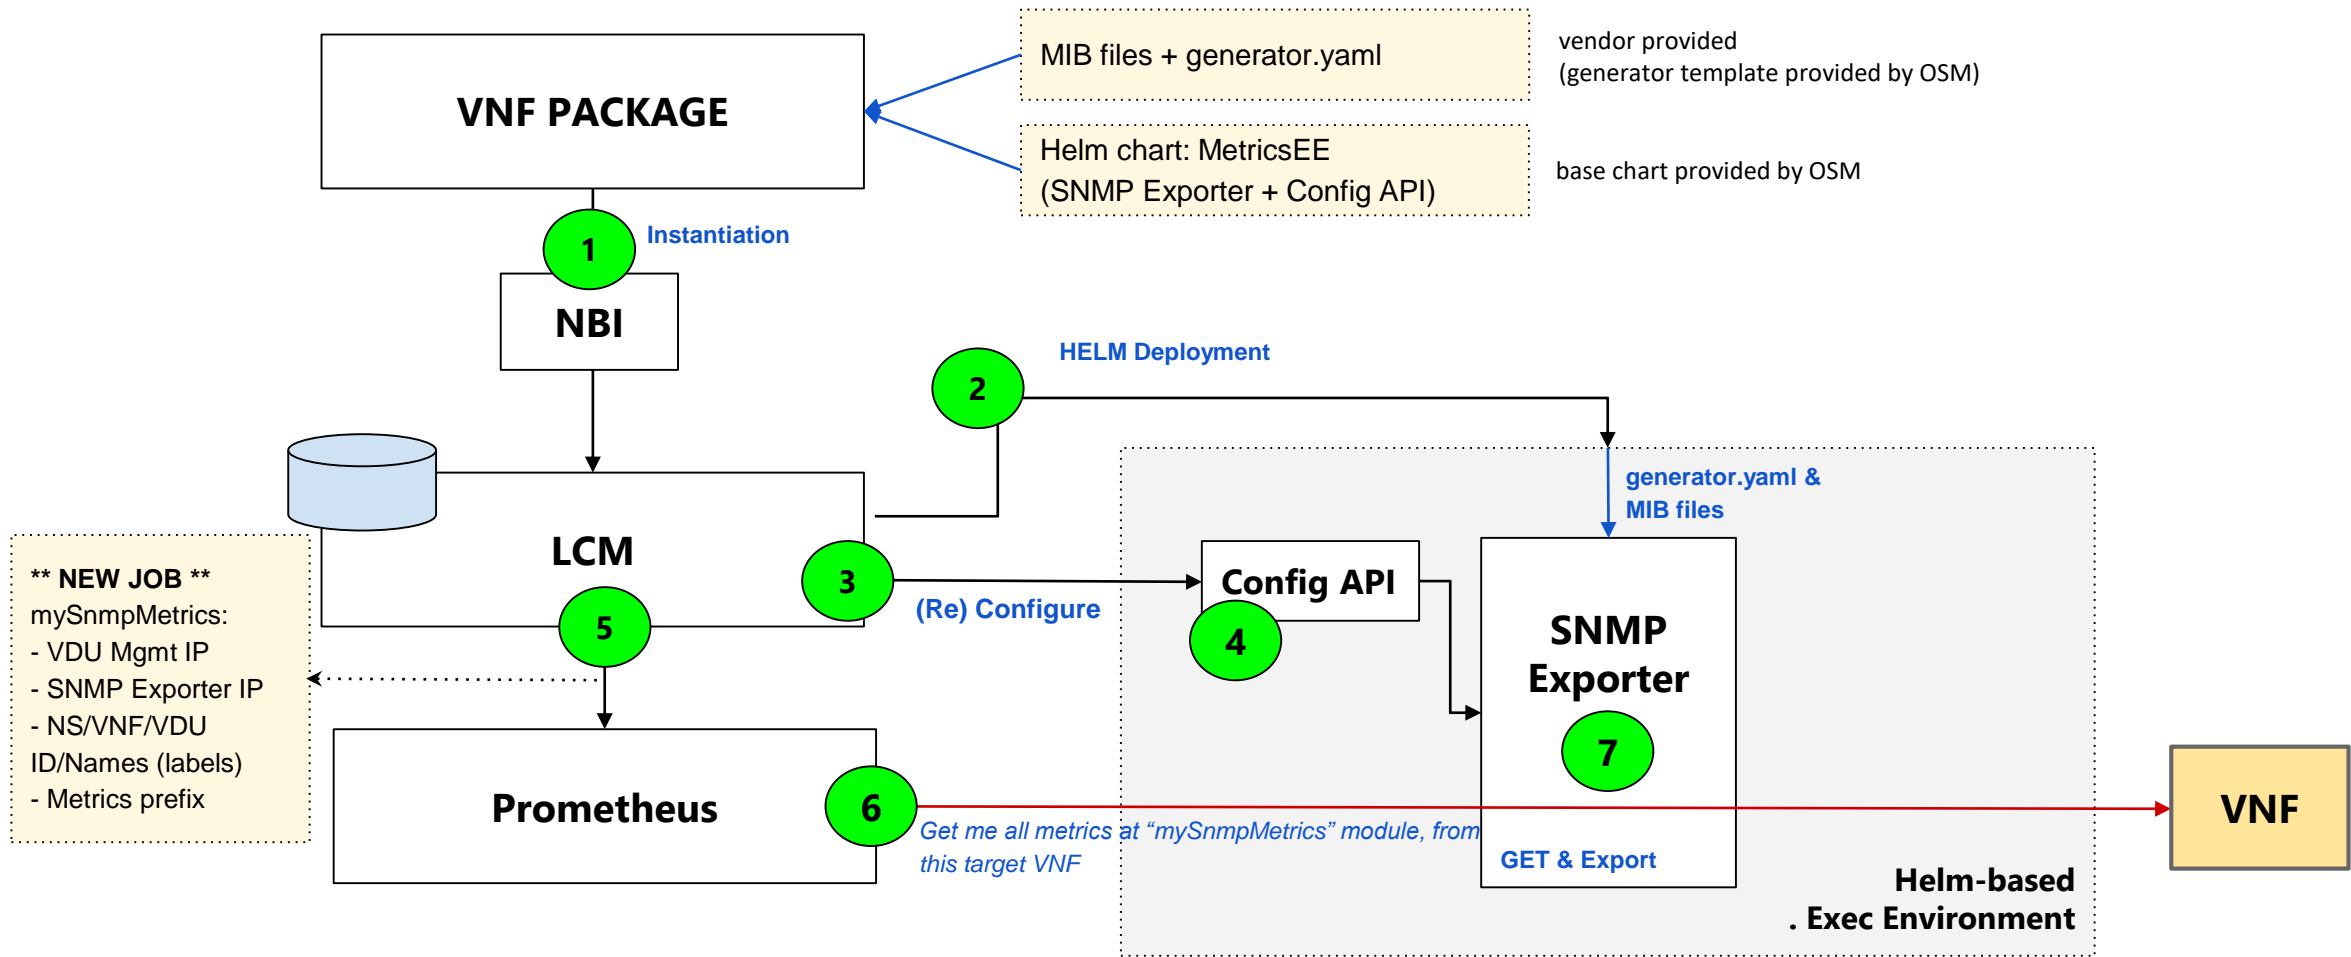 VNF PACKAGE
MIB files + generator.yaml
vendor provided
(generator template provided by OSM)
Helm chart: MetricsEE
(SNMP Exporter + Config API)
base chart provided by OSM
1
Instantiation
NBI
2
HELM Deployment
generator.yaml &
MIB files
LCM
3
(Re) Configure
Config API
4
5
** NEW JOB **
mySnmpMetrics:
- VDU Mgmt IP
- SNMP Exporter IP
- NS/VNF/VDU
ID/Names (labels)
- Metrics prefix
SNMP
Exporter
7
GET & Export
Prometheus
6
Get me all metrics at “mySnmpMetrics” module, from
this target VNF
VNF
Helm-based
. Exec Environment